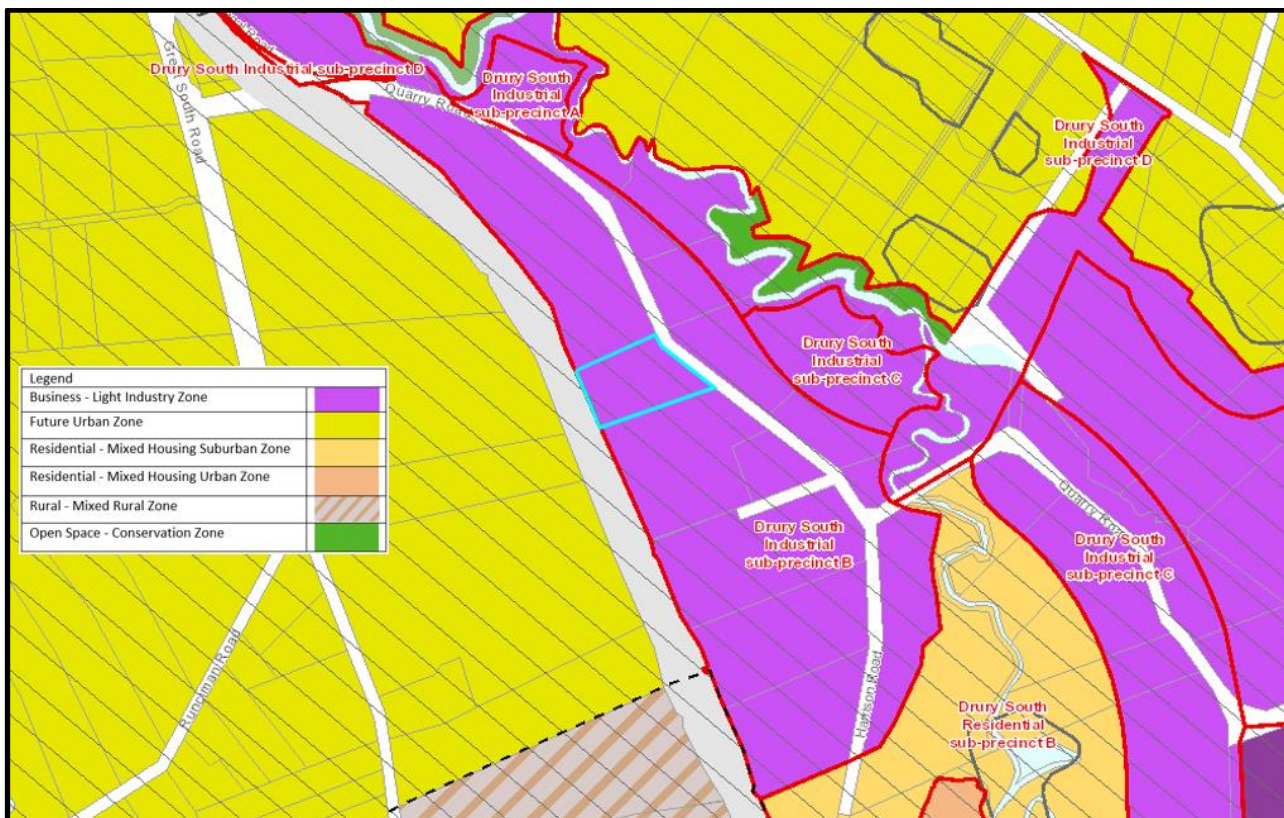 Drury South Industrial sub-precinct D
Great South Road
Quarry Road
Drury South
Industrial
sub-precinct A
Drury South
Industrial
sub-precinct D
Drury South
Industrial
sub-precinct C
Legend
Business - Light Industry Zone
Future Urban Zone
Residential - Mixed Housing Suburban Zone
Residential - Mixed Housing Urban Zone
Rural - Mixed Rural Zone
Open Space - Conservation Zone
Quarry Road
Drury South
Industrial
sub-precinct B
Drury South
Industrial
sub-precinct C
Runciman Road
Harrison Road
Drury South
Residential
sub-precinct B